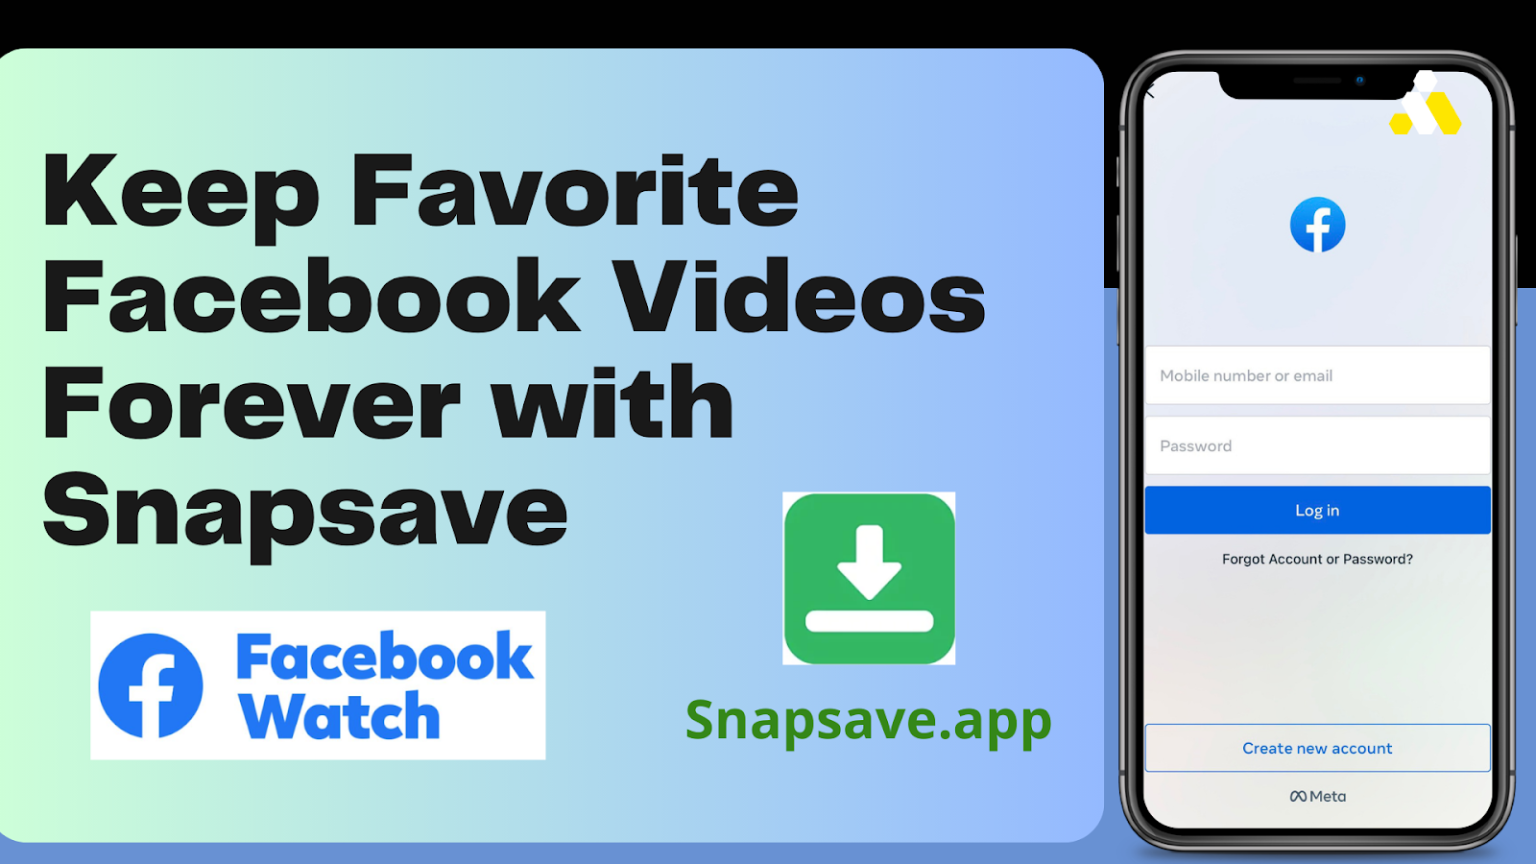 Keep Favorite
Facebook Videos
Forever with
Snapsave
Facebook
Watch
Snapsave.app
Mobile number or email
Password
Log in
Forgot Account or Password?
Create new account
Meta